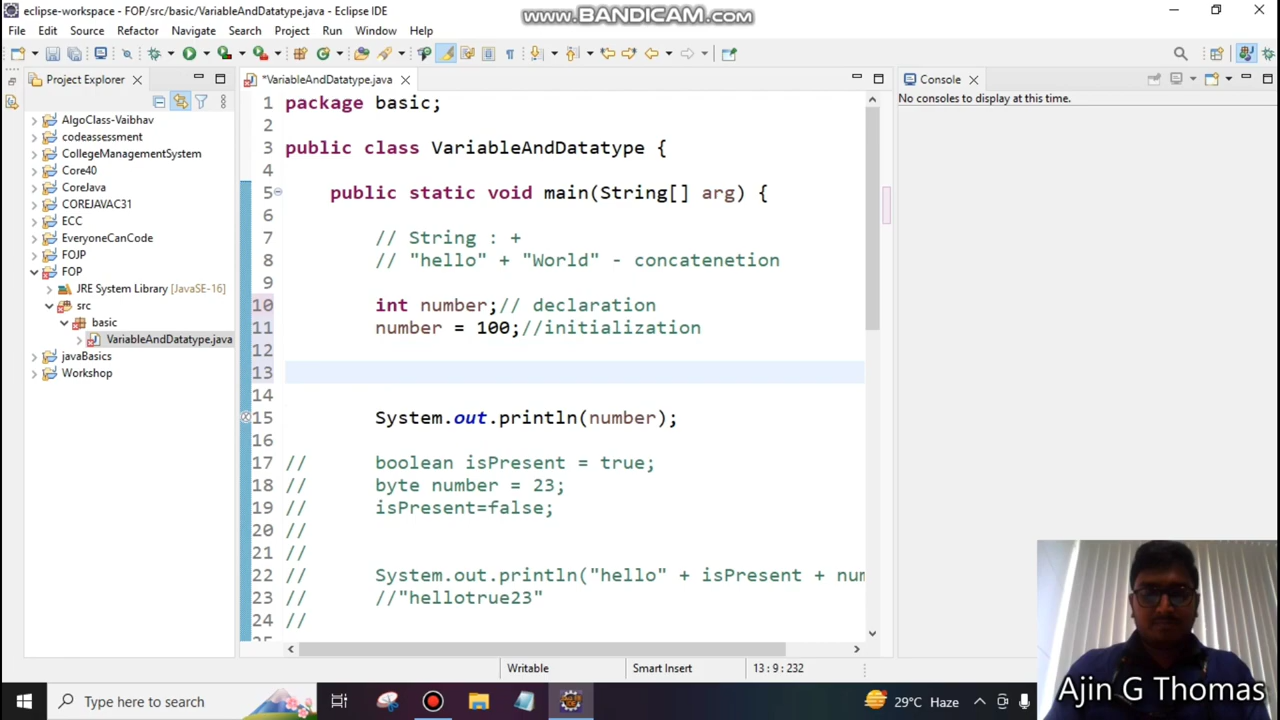 eclipse-workspace - FOP/src/basic/VariableAndDatatype.java - Eclipse IDE
www.BANDICAM.com
File Edit Source Refactor Navigate Search Project Run Window Help
Project Explorer
*VariableAndDatatype.java
Console
No consoles to display at this time.
AlgoClass-Vaibhav
codeassessment
CollegeManagementSystem
Core40
CoreJava
COREJAVAC31
ECC
EveryoneCanCode
FOJP
FOP
JRE System Library [JavaSE-16]
src
basic
VariableAndDatatype.java
javaBasics
Workshop
1 package basic;
2
3 public class VariableAndDatatype {
4
5 public static void main(String[] arg) {
6
7 // String : +
8 // "hello" + "World" - concatenetion
9
10 int number;// declaration
11 number = 100;//initialization
12
13
14
15 System.out.println(number);
16
17 // boolean isPresent = true;
18 // byte number = 23;
19 // isPresent=false;
20 //
21 //
22 // System.out.println("hello" + isPresent + num
23 // //"hellotrue23"
24 //
25
Writable
Smart Insert
13 : 9 : 232
Type here to search
29°C Haze
Ajin G Thomas